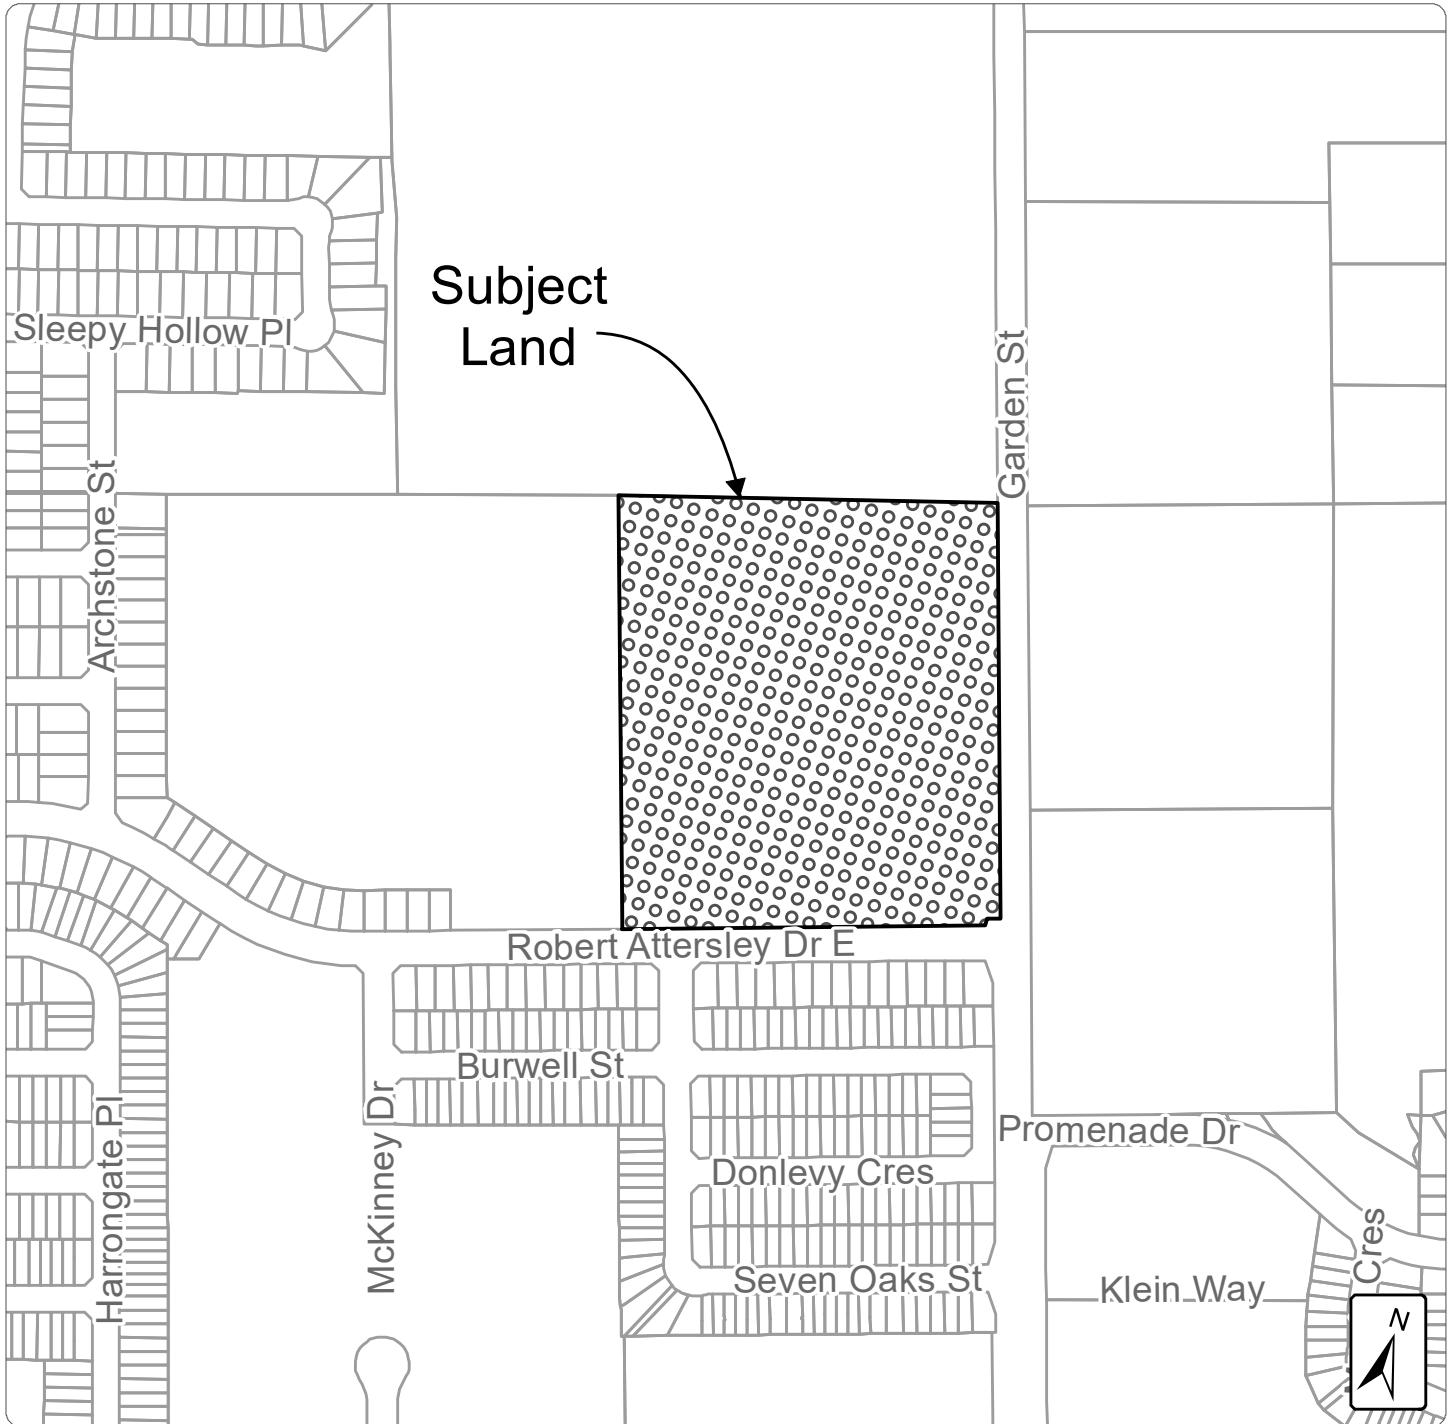 Subject
Land
Sleepy Hollow Pl
Garden St
Archstone St
Robert Attersley Dr E
Burwell St
McKinney Dr
Harrongate Pl
Promenade Dr
Donlevy Cres
Cres
Seven Oaks St
Klein Way
N